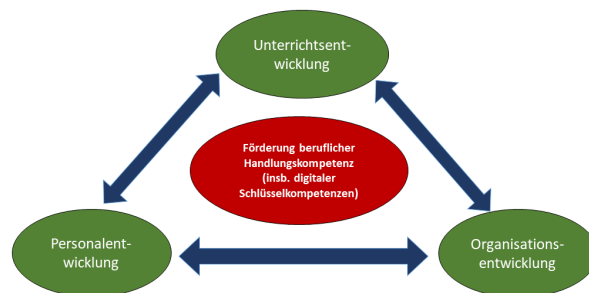 Unterrichtsent-
wicklung
Förderung beruflicher
Handlungskompetenz
(insb. digitaler
Schlüsselkompetenzen)
Personalent-
wicklung
Organisations-
entwicklung